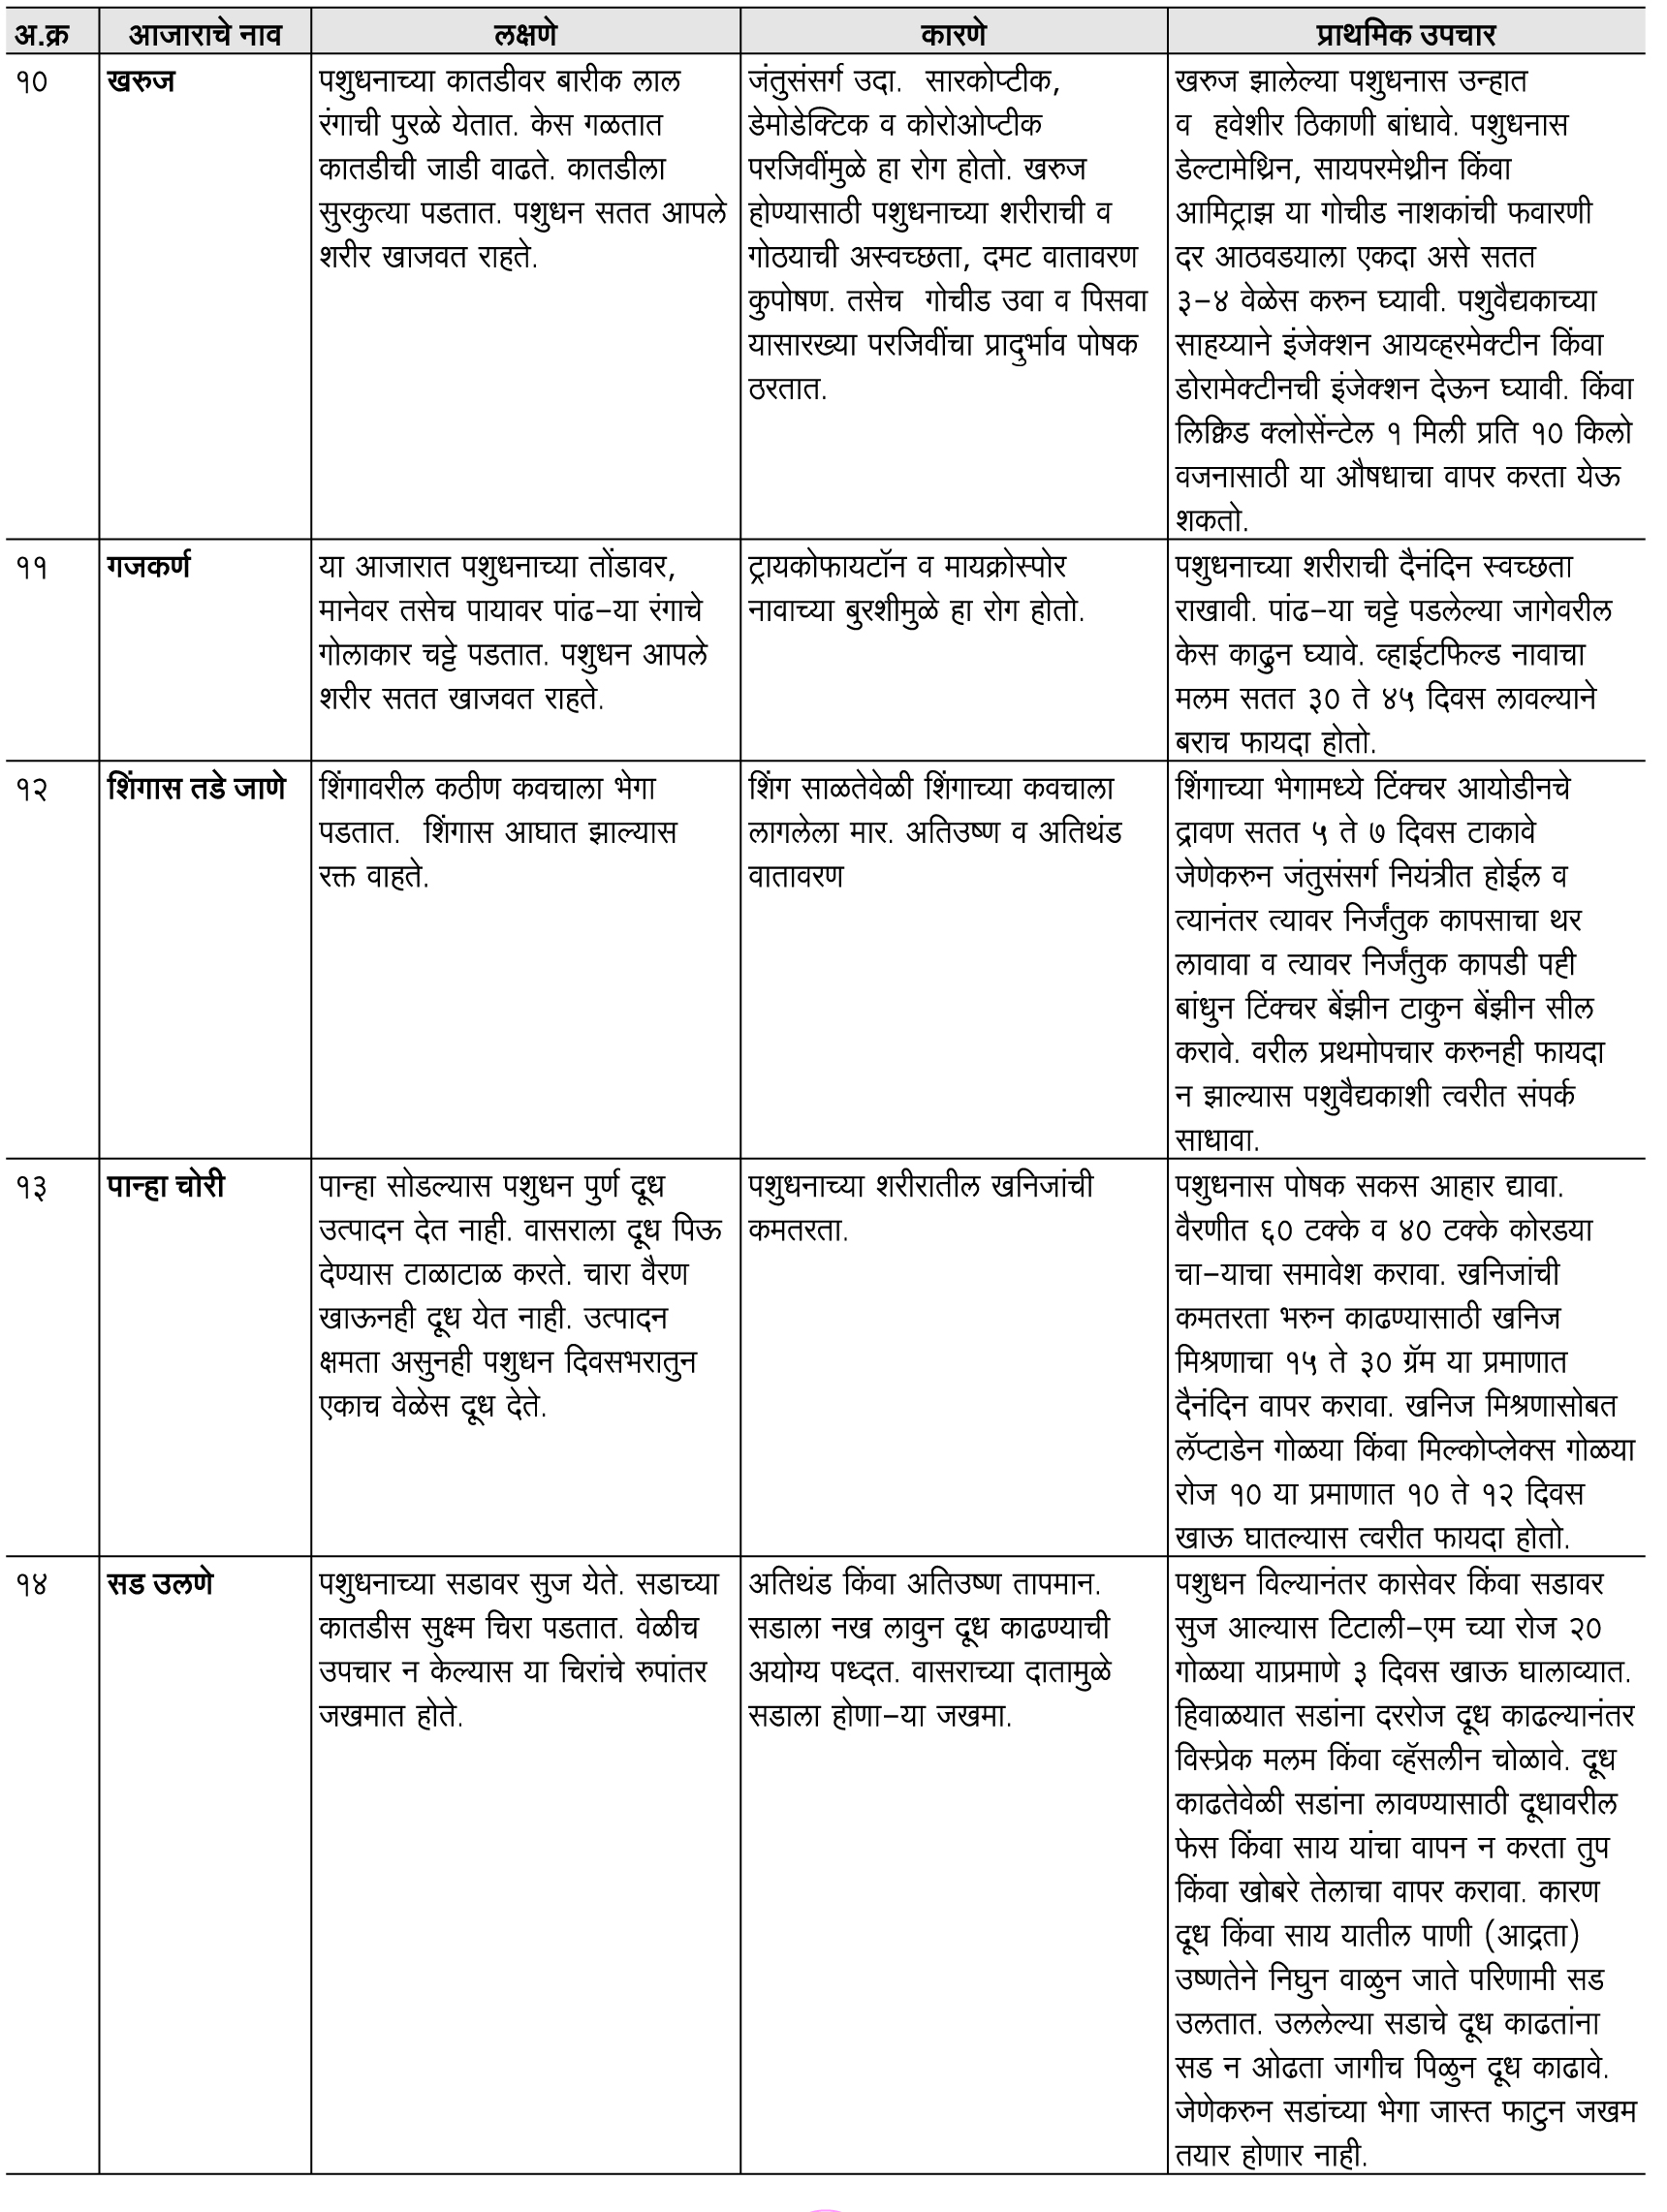 अ.क्र आजाराचे नाव लक्षणे कारणे प्राथमिक उपचार
१० खरुज
पशुधनाच्या कातडीवर बारीक लाल
रंगाची पुरळे येतात. केस गळतात
कातडीची जाडी वाढते. कातडीला
सुरकुत्या पडतात. पशुधन सतत आपले
शरीर खाजवत राहते.
जंतुसंसर्ग उदा. सारकोप्टीक,
डेमोडेक्टिक व कोरोओप्टीक
परजिवींमुळे हा रोग होतो. खरुज
होण्यासाठी पशुधनाच्या शरीराची व
गोठयाची अस्वच्छता, दमट वातावरण
कुपोषण. तसेच गोचीड उवा व पिसवा
यासारख्या परजिवींचा प्रादुर्भाव पोषक
ठरतात.
खरुज झालेल्या पशुधनास उन्हात
व हवेशीर ठिकाणी बांधावे. पशुधनास
डेल्टामेथ्रिन, सायपरमेथ्रीन किंवा
आमिट्राझ या गोचीड नाशकांची फवारणी
दर आठवडयाला एकदा असे सतत
३-४ वेळेस करुन घ्यावी. पशुवैद्यकाच्या
साहय्याने इंजेक्शन आयव्हरमेक्टीन किंवा
डोरामेक्टीनची इंजेक्शन देऊन घ्यावी. किंवा
लिक्विड क्लोसेंन्टेल १ मिली प्रति १० किलो
वजनासाठी या औषधाचा वापर करता येऊ
शकतो.
११ गजकर्ण
या आजारात पशुधनाच्या तोंडावर,
मानेवर तसेच पायावर पांढ-या रंगाचे
गोलाकार चट्टे पडतात. पशुधन आपले
शरीर सतत खाजवत राहते.
ट्रायकोफायटॉन व मायक्रोस्पोर
नावाच्या बुरशीमुळे हा रोग होतो.
पशुधनाच्या शरीराची दैनंदिन स्वच्छता
राखावी. पांढ-या चट्टे पडलेल्या जागेवरील
केस काढुन घ्यावे. व्हाईटफिल्ड नावाचा
मलम सतत ३० ते ४५ दिवस लावल्याने
बराच फायदा होतो.
१२ शिंगास तडे जाणे
शिंगावरील कठीण कवचाला भेगा
पडतात. शिंगास आघात झाल्यास
रक्त वाहते.
शिंग साळतेवेळी शिंगाच्या कवचाला
लागलेला मार. अतिउष्ण व अतिथंड
वातावरण
शिंगाच्या भेगामध्ये टिंक्चर आयोडीनचे
द्रावण सतत ५ ते ७ दिवस टाकावे
जेणेकरुन जंतुसंसर्ग नियंत्रीत होईल व
त्यानंतर त्यावर निर्जंतुक कापसाचा थर
लावावा व त्यावर निर्जंतुक कापडी पट्टी
बांधुन टिंक्चर बेंझीन टाकुन बेंझीन सील
करावे. वरील प्रथमोपचार करुनही फायदा
न झाल्यास पशुवैद्यकाशी त्वरीत संपर्क
साधावा.
१३ पान्हा चोरी
पान्हा सोडल्यास पशुधन पुर्ण दूध
उत्पादन देत नाही. वासराला दूध पिऊ
देण्यास टाळाटाळ करते. चारा वैरण
खाऊनही दूध येत नाही. उत्पादन
क्षमता असुनही पशुधन दिवसभरातुन
एकाच वेळेस दूध देते.
पशुधनाच्या शरीरातील खनिजांची
कमतरता.
पशुधनास पोषक सकस आहार द्यावा.
वैरणीत ६० टक्के व ४० टक्के कोरडया
चा-याचा समावेश करावा. खनिजांची
कमतरता भरुन काढण्यासाठी खनिज
मिश्रणाचा १५ ते ३० ग्रॅम या प्रमाणात
दैनंदिन वापर करावा. खनिज मिश्रणासोबत
लॅप्टाडेन गोळया किंवा मिल्कोप्लेक्स गोळया
रोज १० या प्रमाणात १० ते १२ दिवस
खाऊ घातल्यास त्वरीत फायदा होतो.
१४ सड उलणे
पशुधनाच्या सडावर सुज येते. सडाच्या
कातडीस सुक्ष्म चिरा पडतात. वेळीच
उपचार न केल्यास या चिरांचे रुपांतर
जखमात होते.
अतिथंड किंवा अतिउष्ण तापमान.
सडाला नख लावुन दूध काढण्याची
अयोग्य पध्दत. वासराच्या दातामुळे
सडाला होणा-या जखमा.
पशुधन विल्यानंतर कासेवर किंवा सडावर
सुज आल्यास टिटाली-एम च्या रोज २०
गोळया याप्रमाणे ३ दिवस खाऊ घालाव्यात.
हिवाळयात सडांना दररोज दूध काढल्यानंतर
विस्प्रेक मलम किंवा व्हॅसलीन चोळावे. दूध
काढतेवेळी सडांना लावण्यासाठी दूधावरील
फेस किंवा साय यांचा वापन न करता तुप
किंवा खोबरे तेलाचा वापर करावा. कारण
दूध किंवा साय यातील पाणी (आद्रता)
उष्णतेने निघुन वाळुन जाते परिणामी सड
उलतात. उललेल्या सडाचे दूध काढतांना
सड न ओढता जागीच पिळुन दूध काढावे.
जेणेकरुन सडांच्या भेगा जास्त फाटुन जखम
तयार होणार नाही.